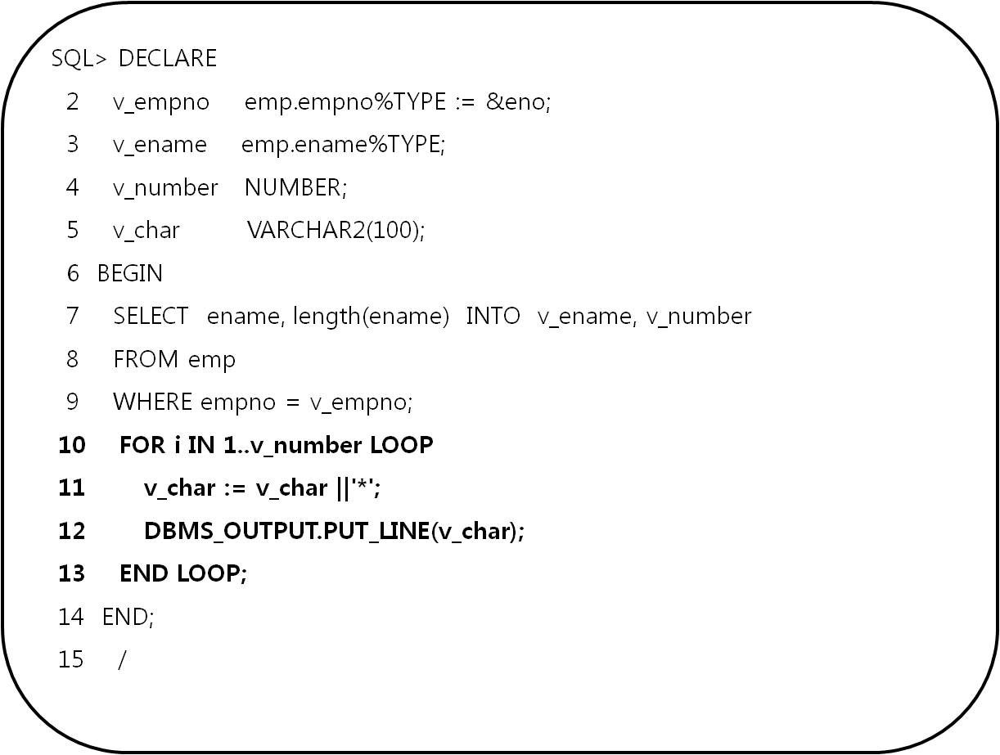 SQL> DECLARE
2 v_empno emp.empno%TYPE := &eno;
3 v_ename emp.ename%TYPE;
4 v_number NUMBER;
5 v_char VARCHAR2(100);
6 BEGIN
7 SELECT ename, length(ename) INTO v_ename, v_number
8 FROM emp
9 WHERE empno = v_empno;
10 FOR i IN 1..v_number LOOP
11 v_char := v_char ||'*';
12 DBMS_OUTPUT.PUT_LINE(v_char);
13 END LOOP;
14 END;
15 /